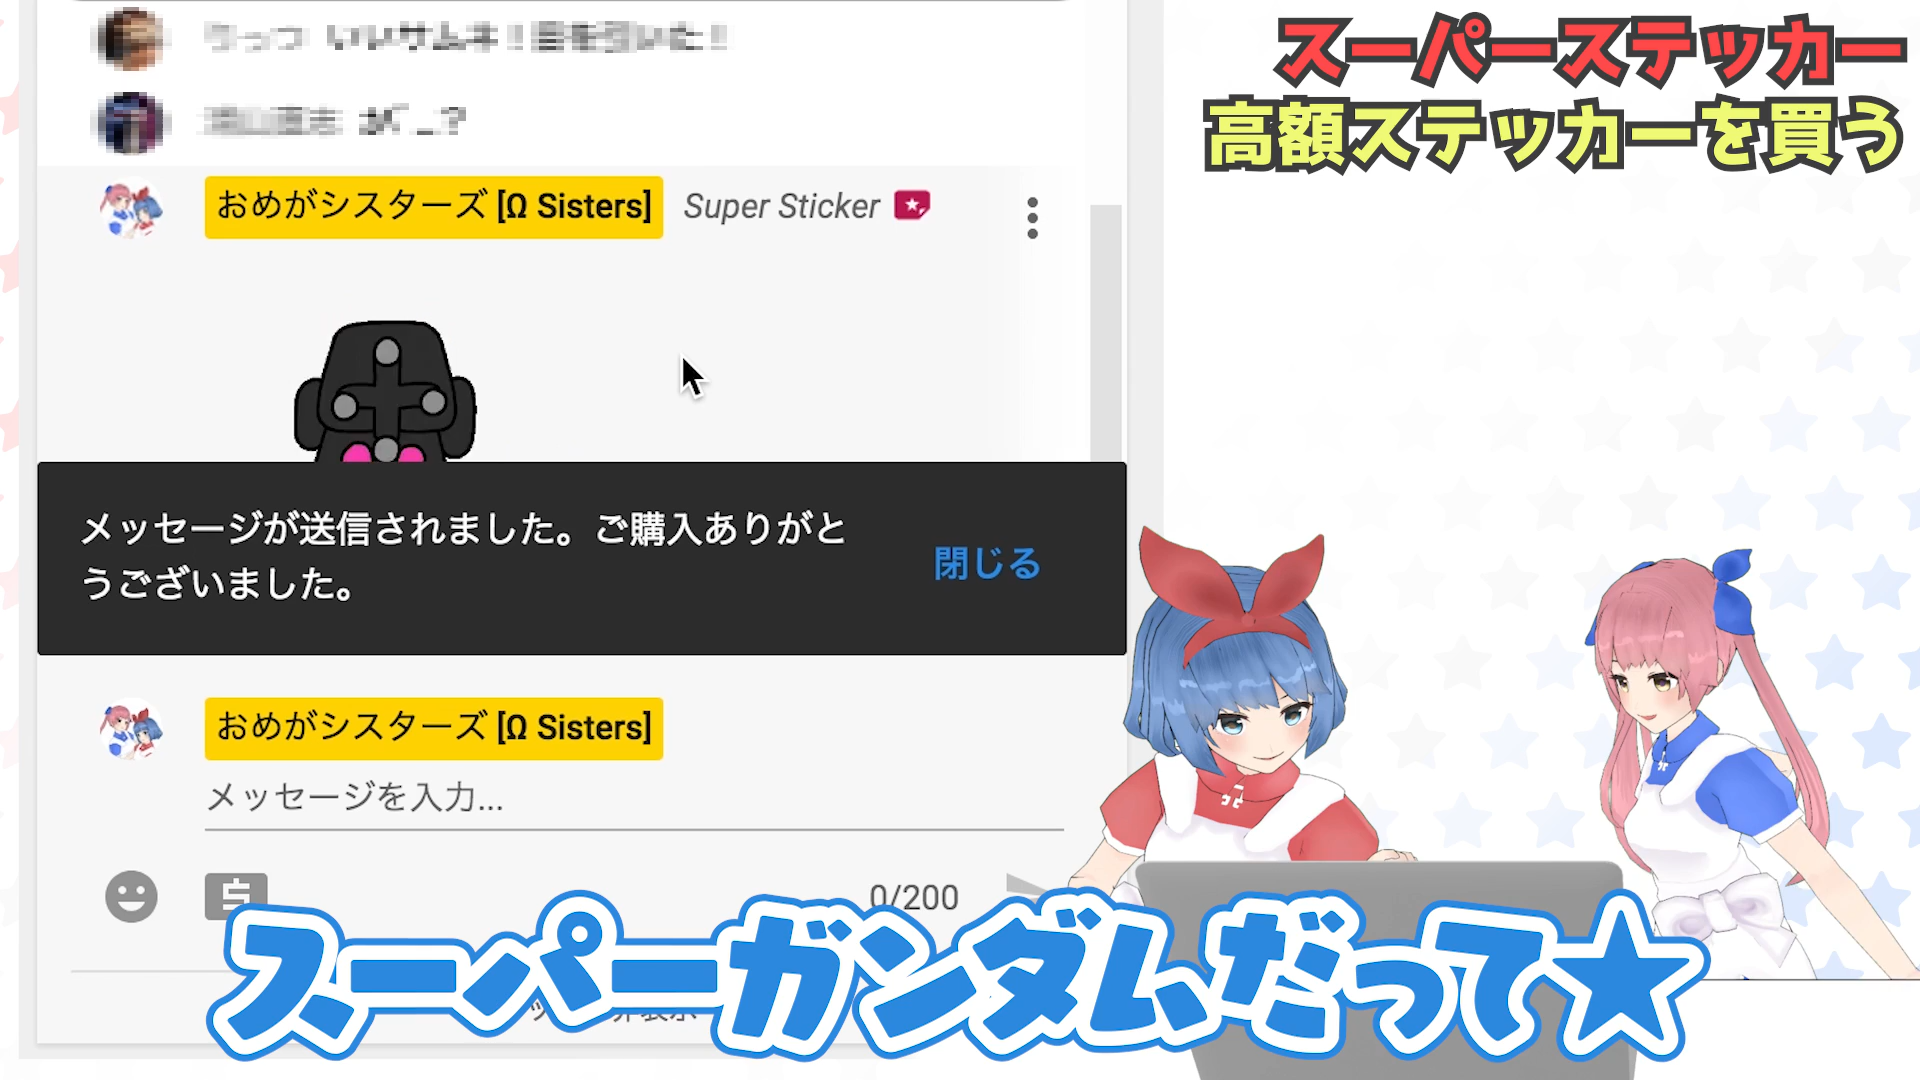 スーパーステッカー
高額ステッカーを買う
おめがシスターズ [Ω Sisters] Super Sticker
メッセージが送信されました。ご購入ありがと
うございました。
閉じる
おめがシスターズ [Ω Sisters]
メッセージを入力...
0/200
スーパーガンダムだって★